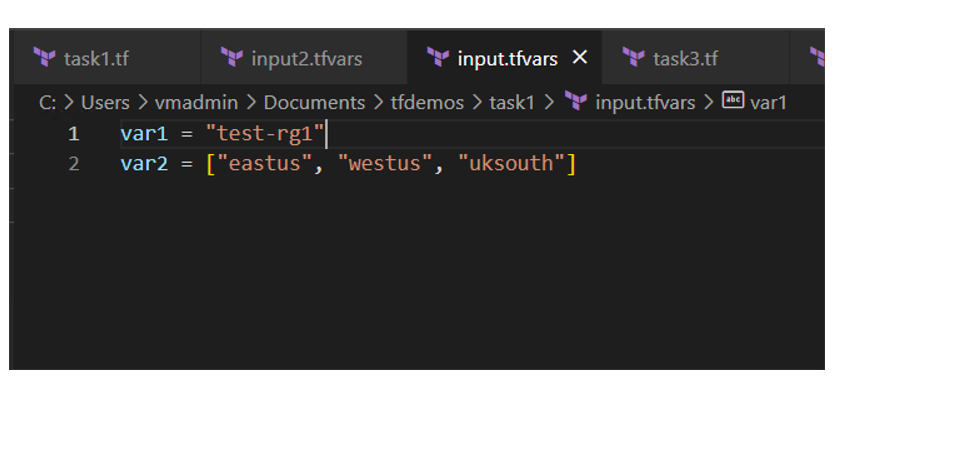 task1.tf input2.tfvars input.tfvars task3.tf
C: > Users > vmadmin > Documents > tfdemos > task1 > input.tfvars > abc var1
1 var1 = "test-rg1"
2 var2 = ["eastus", "westus", "uksouth"]